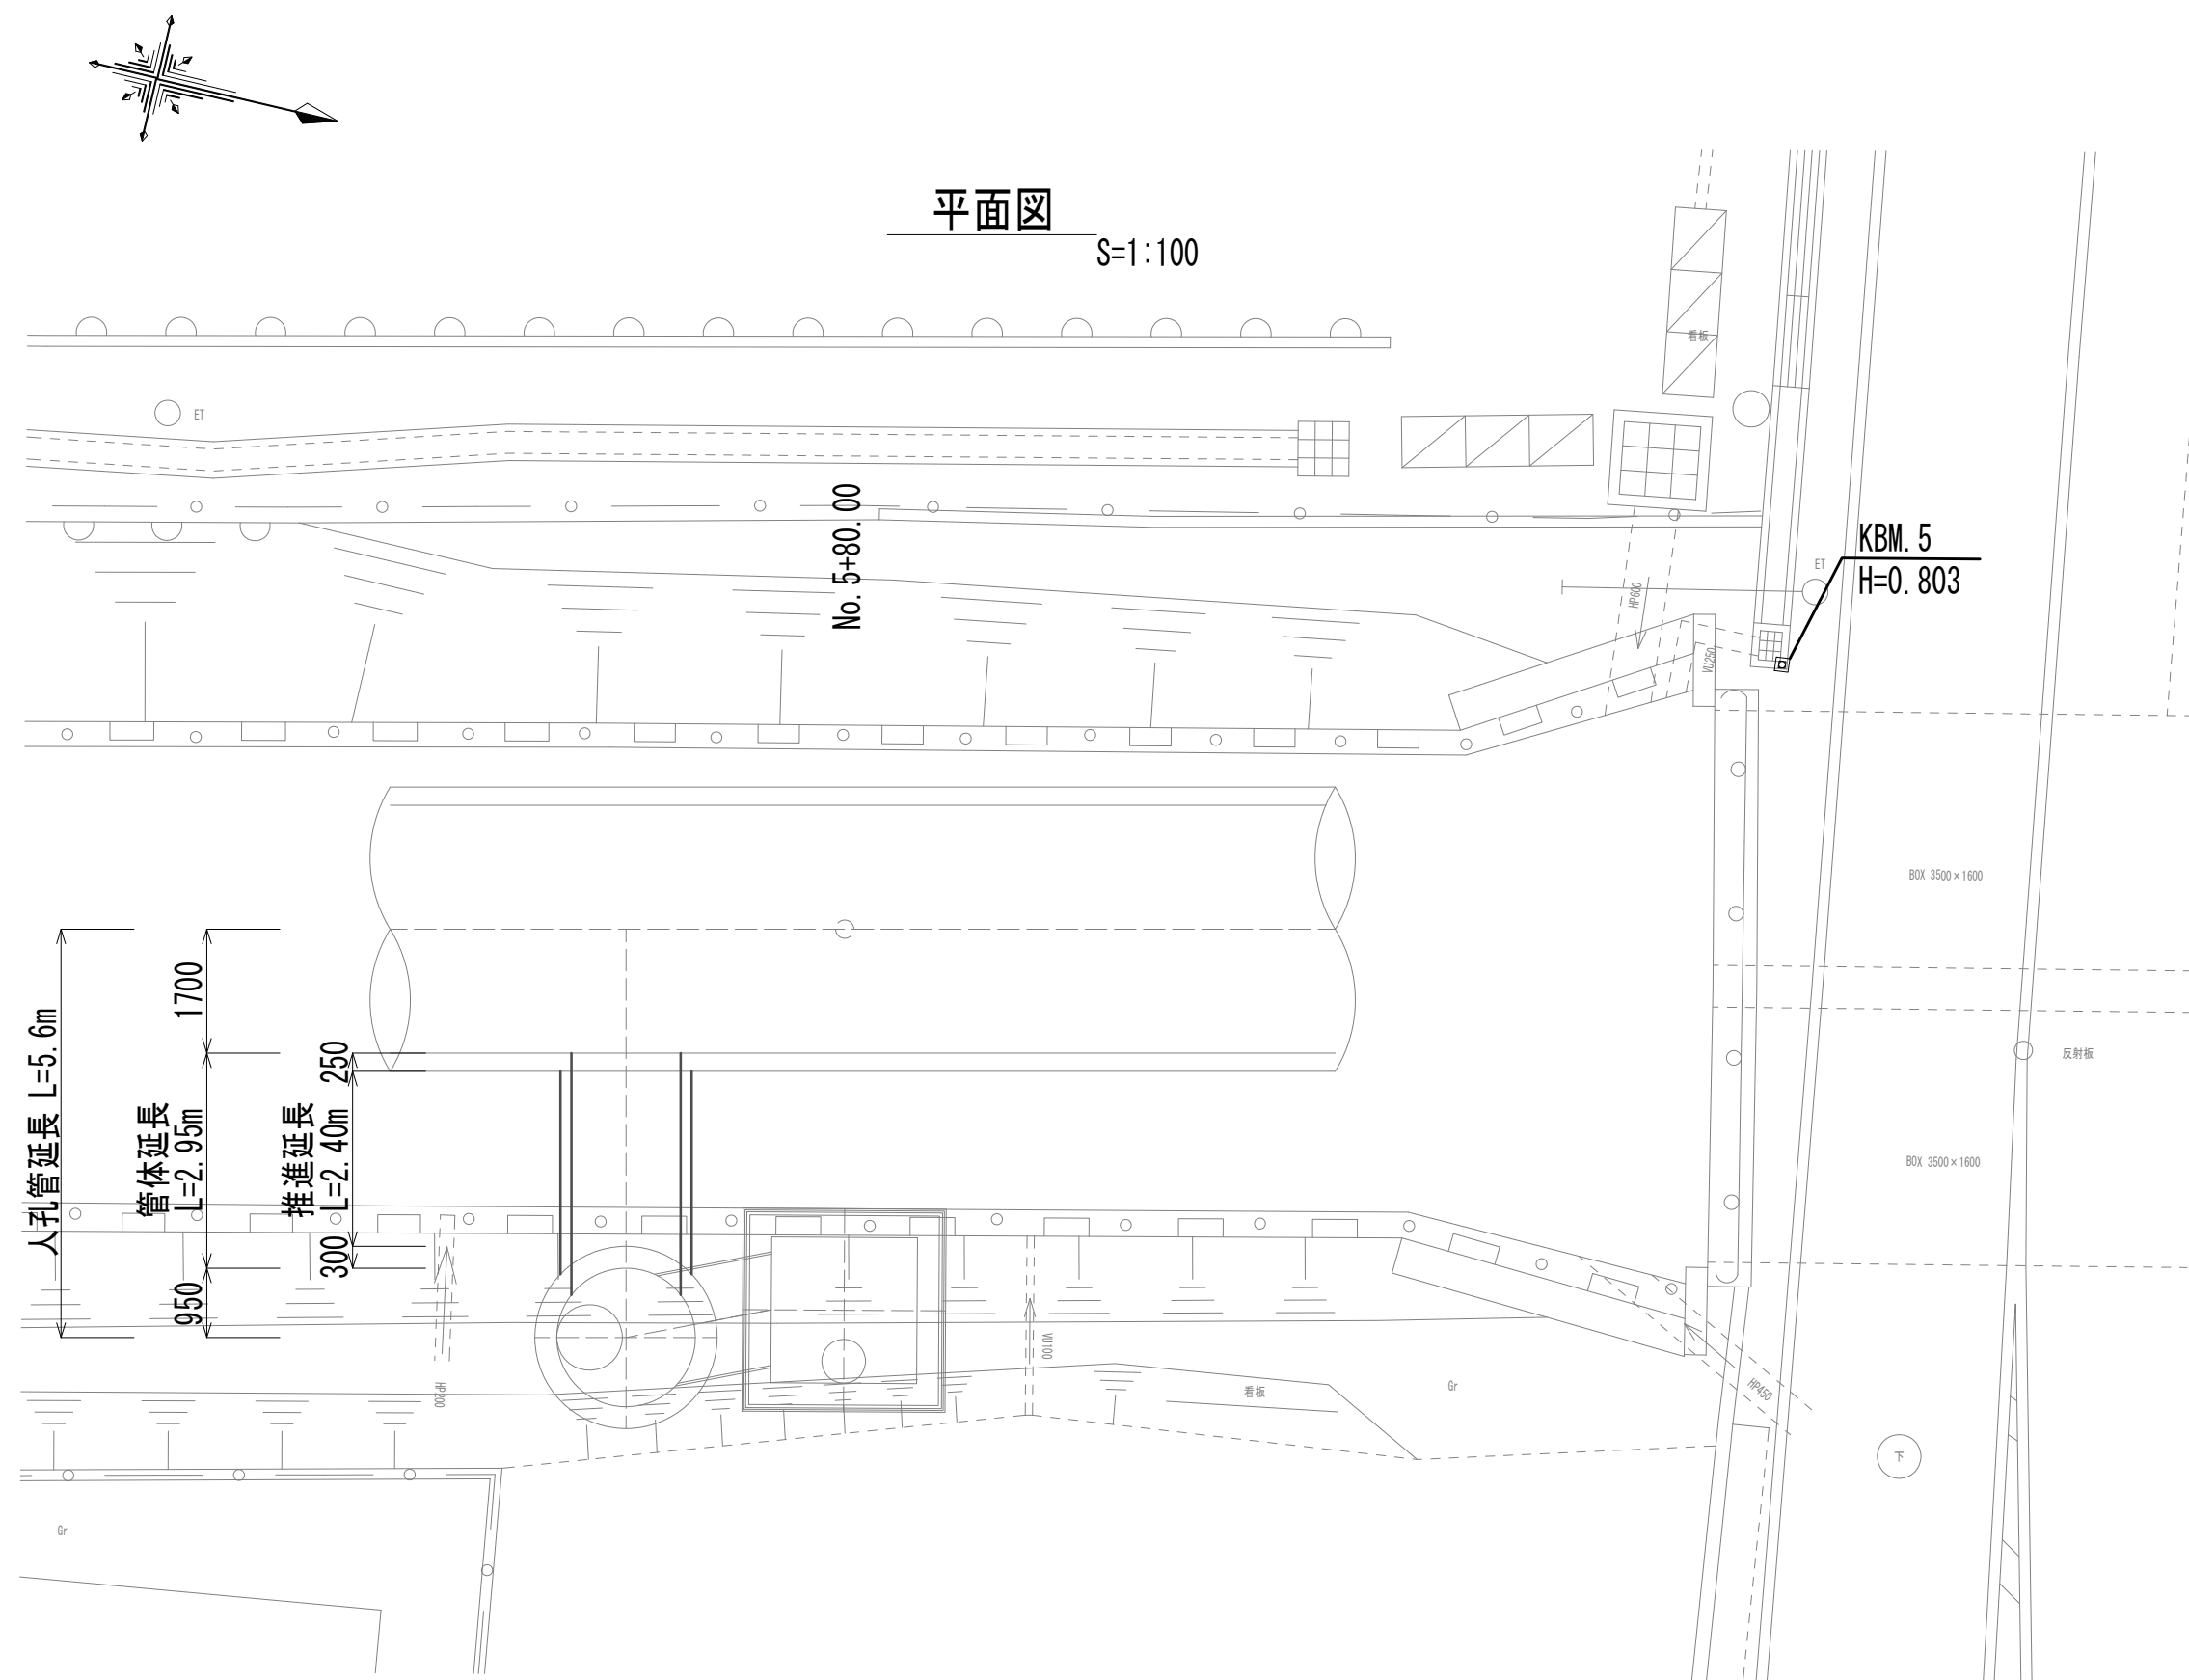 平面図
S=1:100
看板
ET
No.5+80.00
KBM.5
H=0.803
ET
HP600
VU250
BOX 3500×1600
反射板
BOX 3500×1600
人孔管延長 L=5.6m
1700
管体延長
L=2.95m
950
250
推進延長
L=2.40m
300
HP200
VU100
看板
Gr
HP450
下
Gr